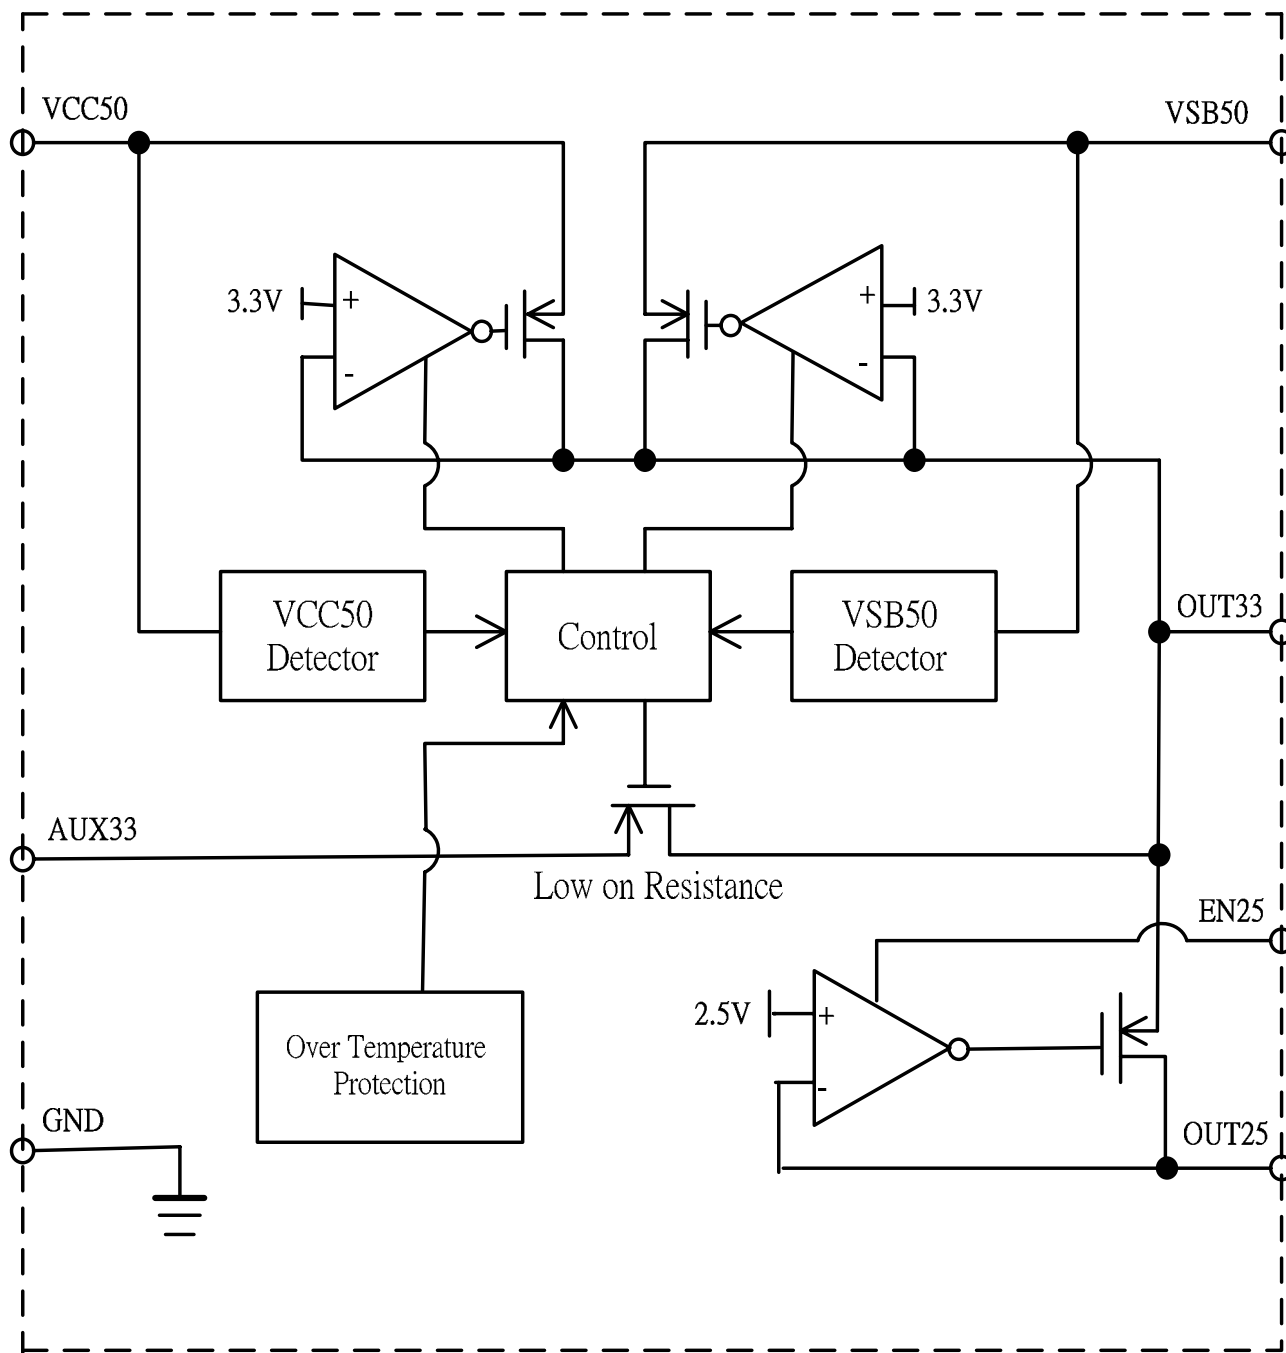 VCC50
VSB50
3.3V
+
-
+
-
3.3V
VCC50
Detector
Control
VSB50
Detector
OUT33
AUX33
Low on Resistance
EN25
2.5V
+
-
Over Temperature
Protection
GND
OUT25